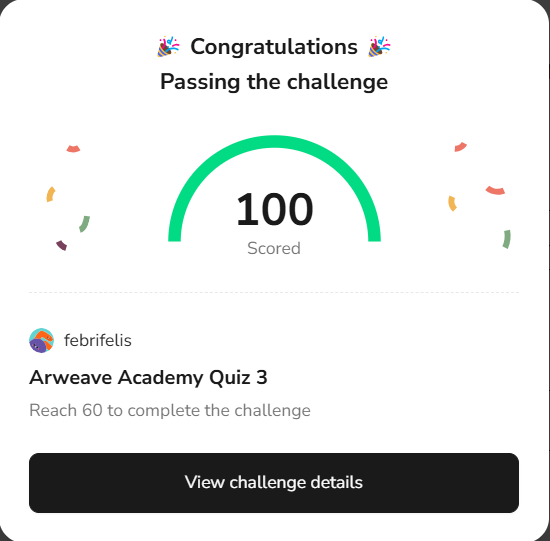 🎉 Congratulations 🎉
Passing the challenge
100
Scored
febrifelis
Arweave Academy Quiz 3
Reach 60 to complete the challenge
View challenge details